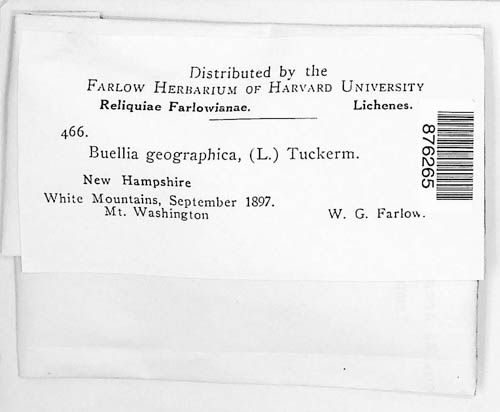 Distributed by the
FARLOW HERBARIUM OF HARVARD UNIVERSITY
Reliquiae Farlowianae. Lichenes.
466.
Buellia geographica, (L.) Tuckerm.
New Hampshire
White Mountains, September 1897.
Mt. Washington W. G. Farlow.
876265